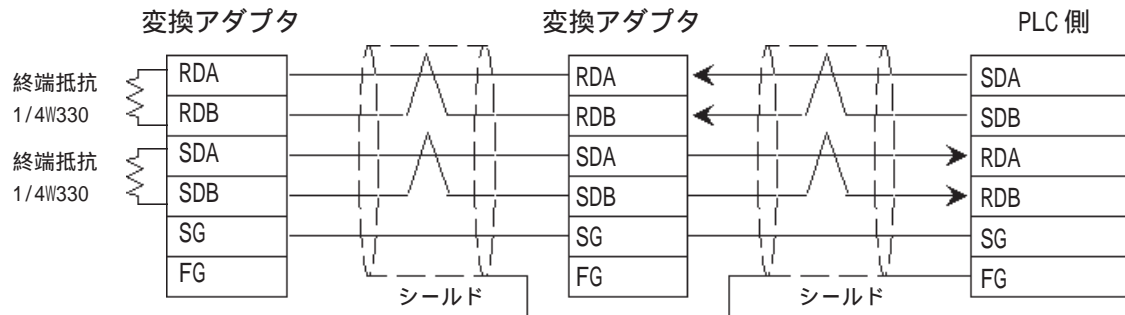 変換アダプタ
変換アダプタ
PLC 側
終端抵抗
1/4W330
終端抵抗
1/4W330
RDA
RDB
SDA
SDB
SG
FG
シールド
RDA
RDB
SDA
SDB
SG
FG
シールド
SDA
SDB
RDA
RDB
SG
FG